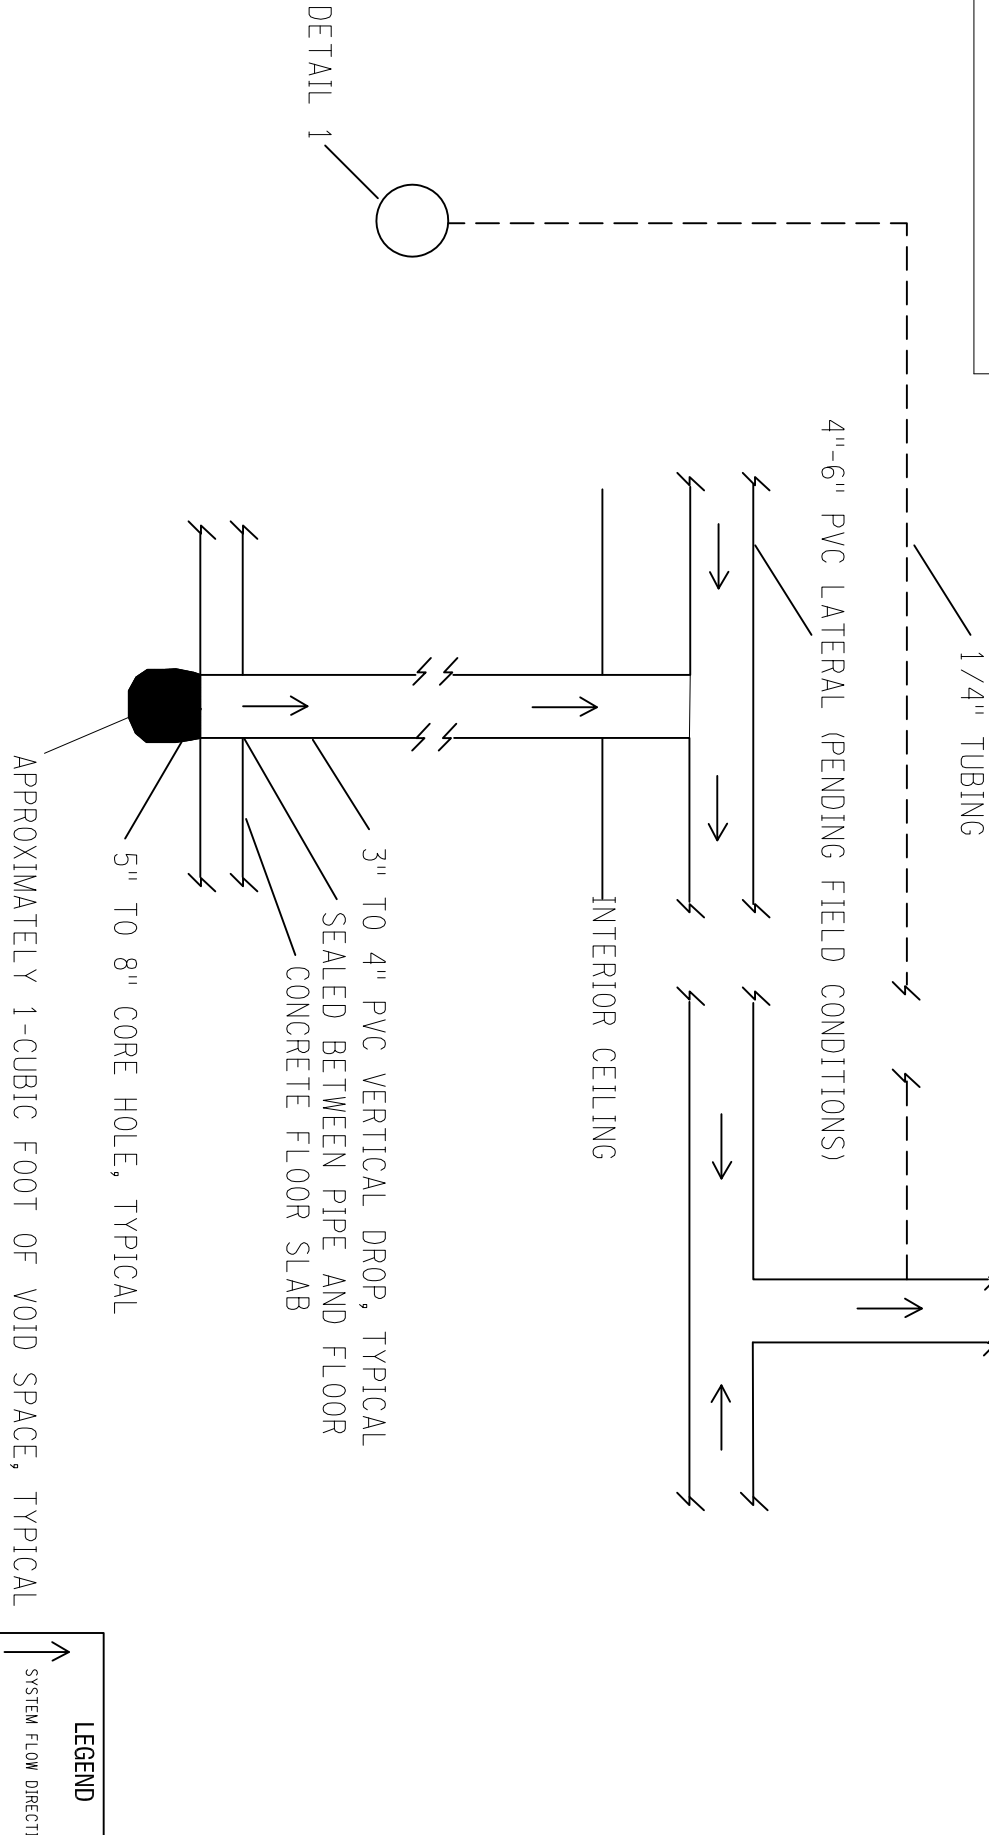 1/4" TUBING
4"-6" PVC LATERAL (PENDING FIELD CONDITIONS)
INTERIOR CEILING
DETAIL 1
3" TO 4" PVC VERTICAL DROP, TYPICAL
SEALED BETWEEN PIPE AND FLOOR
CONCRETE FLOOR SLAB
5" TO 8" CORE HOLE, TYPICAL
APPROXIMATELY 1-CUBIC FOOT OF VOID SPACE, TYPICAL
LEGEND
SYSTEM FLOW DIRECTI